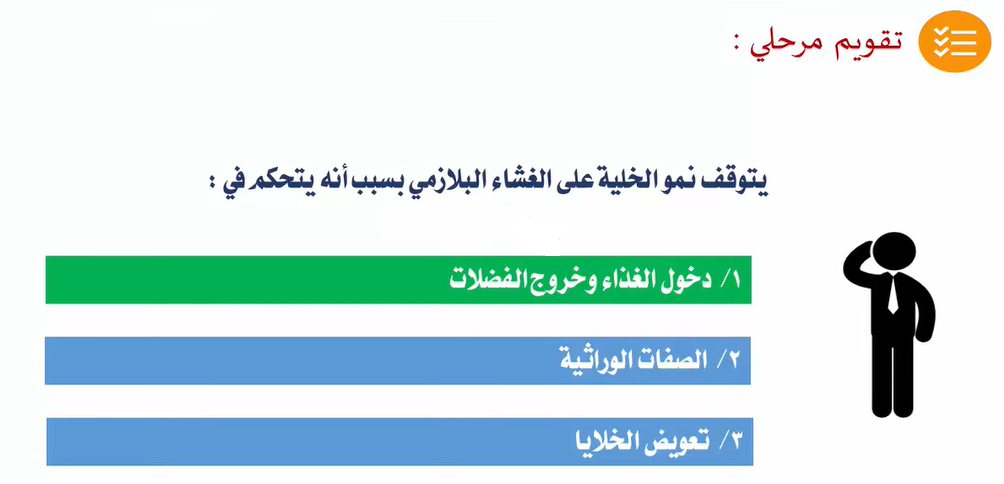 تقويم مرحلي :
يتوقف نمو الخلية على الغشاء البلازمي بسبب أنه يتحكم في :
١/ دخول الغذاء وخروج الفضلات
٢/ الصفات الوراثية
٣/ تعويض الخلايا